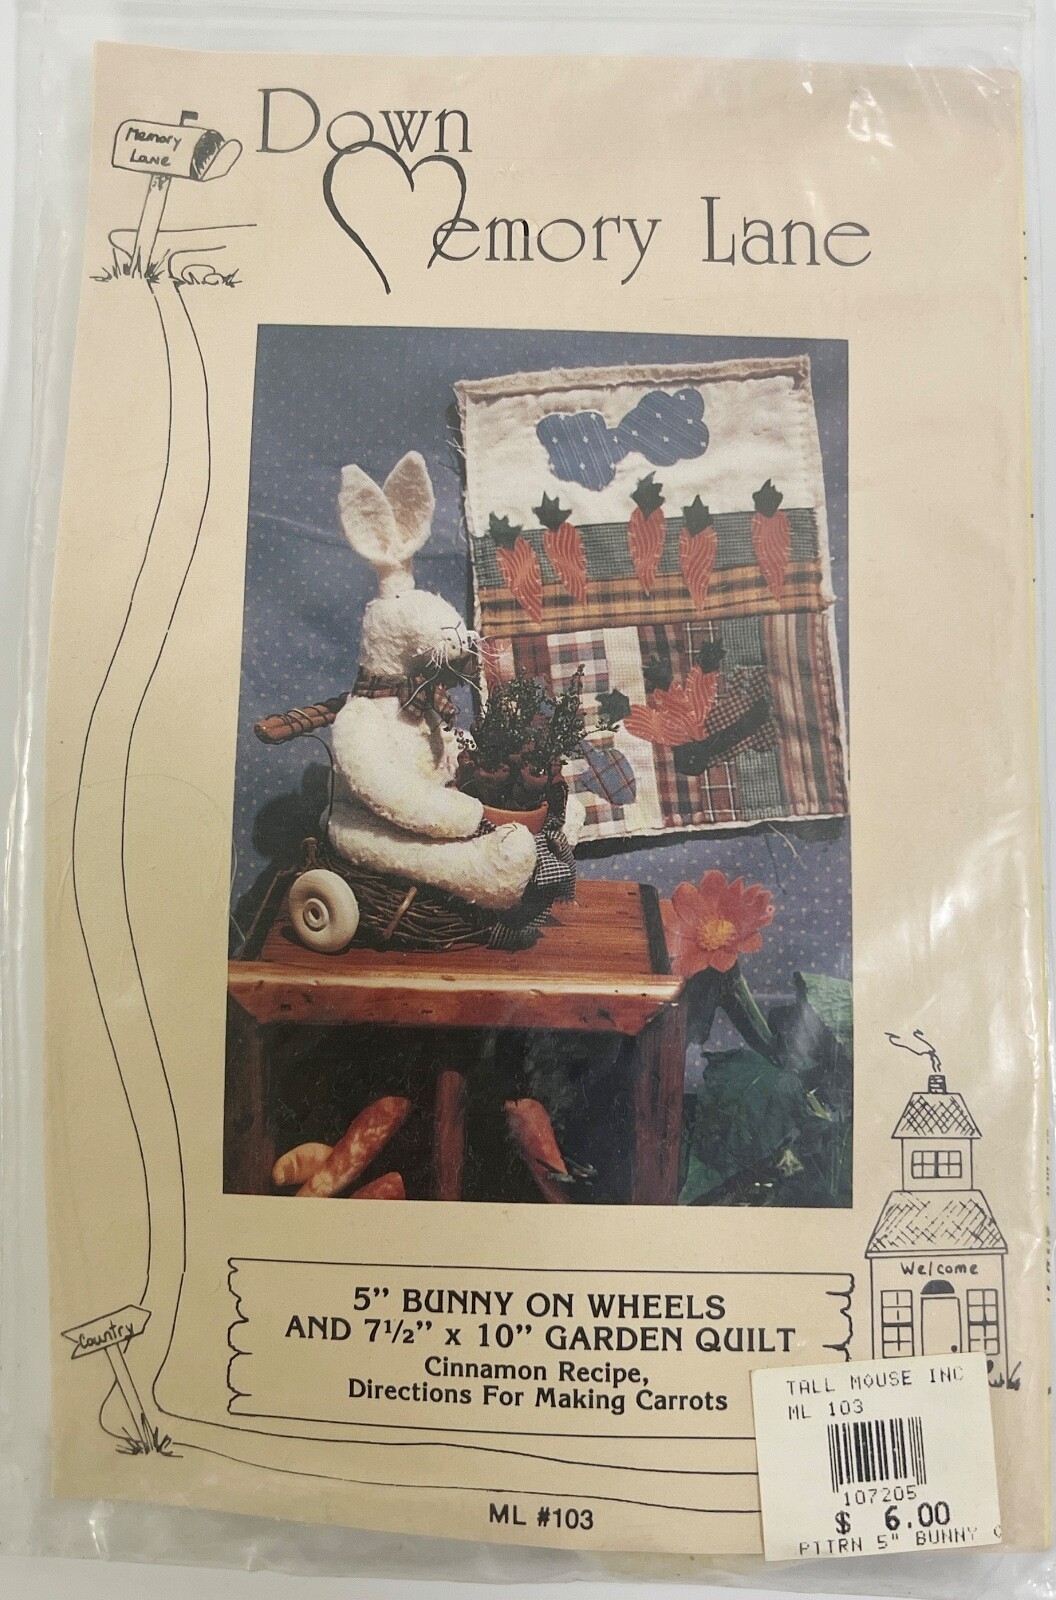 Memory
Lane
Down
Memory Lane
5" BUNNY ON WHEELS
AND 7½" x 10" GARDEN QUILT
Cinnamon Recipe,
Directions For Making Carrots
Country
Welcome
ML #103
TALL MOUSE INC
ML 103
107205
$ 6.00
PTTRN 5" BUNNY